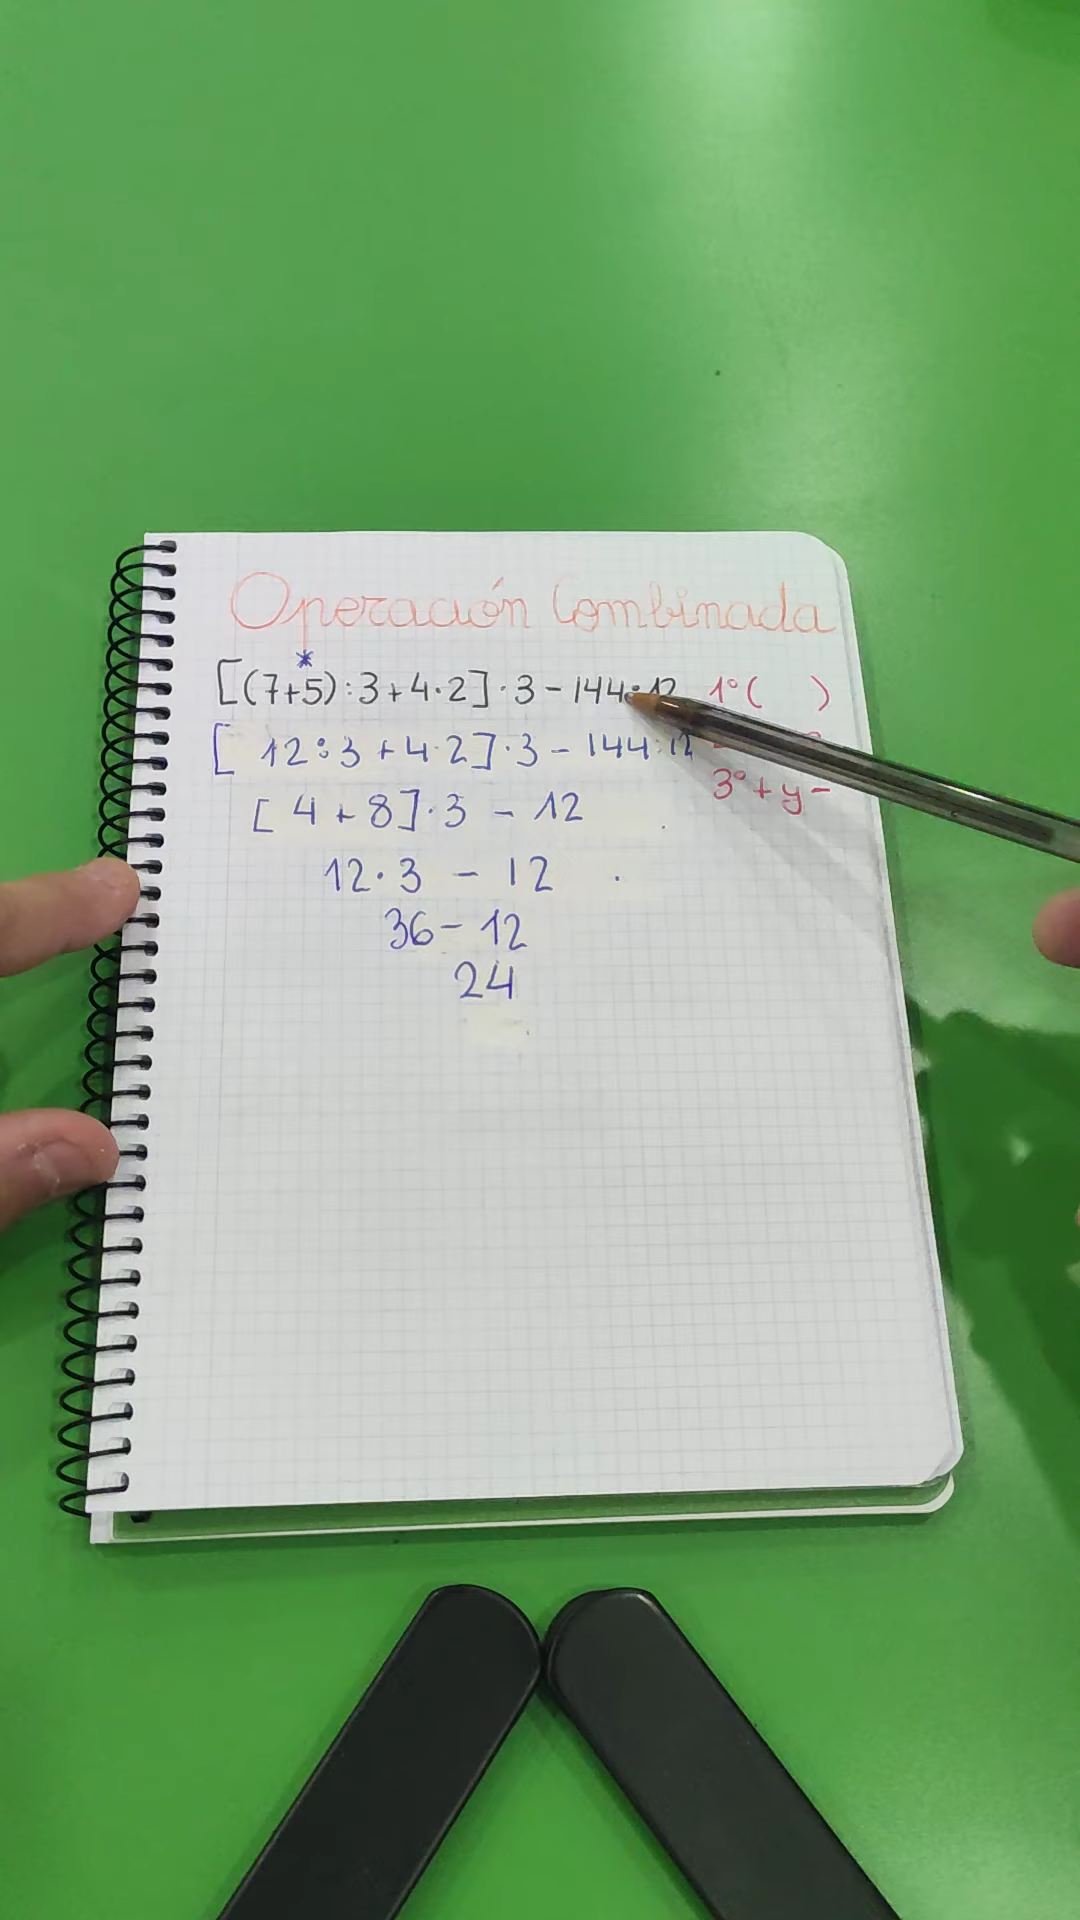 Operación Combinada
*
[(7+5):3+4·2]·3-144:12 1º( )
[ 12:3+4·2]·3-144:12
3º+y-
[4+8]·3-12
12·3-12
36-12
24